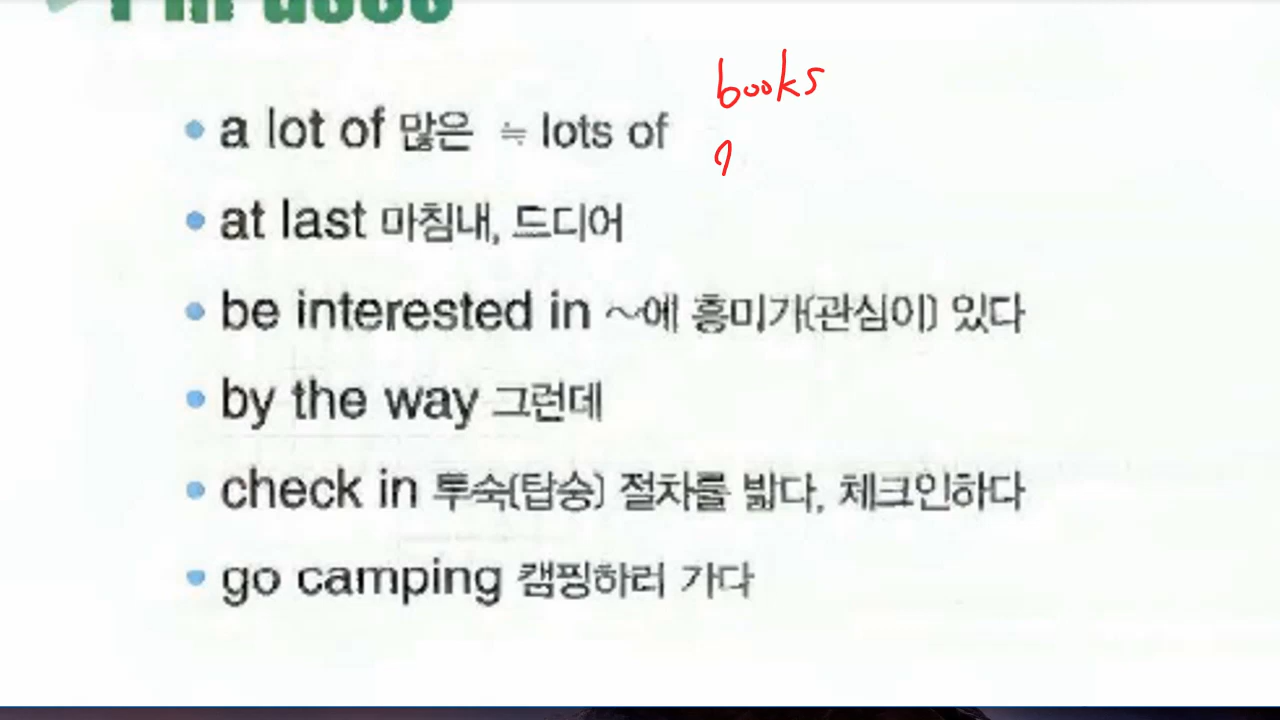 books
• a lot of 많은 ≒ lots of
• at last 마침내, 드디어
• be interested in ~에 흥미가(관심이) 있다
• by the way 그런데
• check in 투숙(탑승) 절차를 밟다, 체크인하다
• go camping 캠핑하러 가다